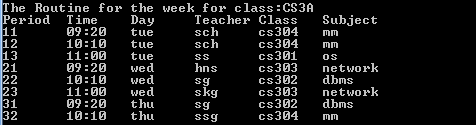 The Routine for the week for class:CS3A
Period Time Day Teacher Class Subject
11 09:20 tue sch cs304 mm
12 10:10 tue sch cs304 mm
13 11:00 tue ss cs301 os
21 09:20 wed hns cs303 network
22 10:10 wed sg cs302 dbms
23 11:00 wed skg cs303 network
31 09:20 thu sg cs302 dbms
32 10:10 thu ssg cs304 mm